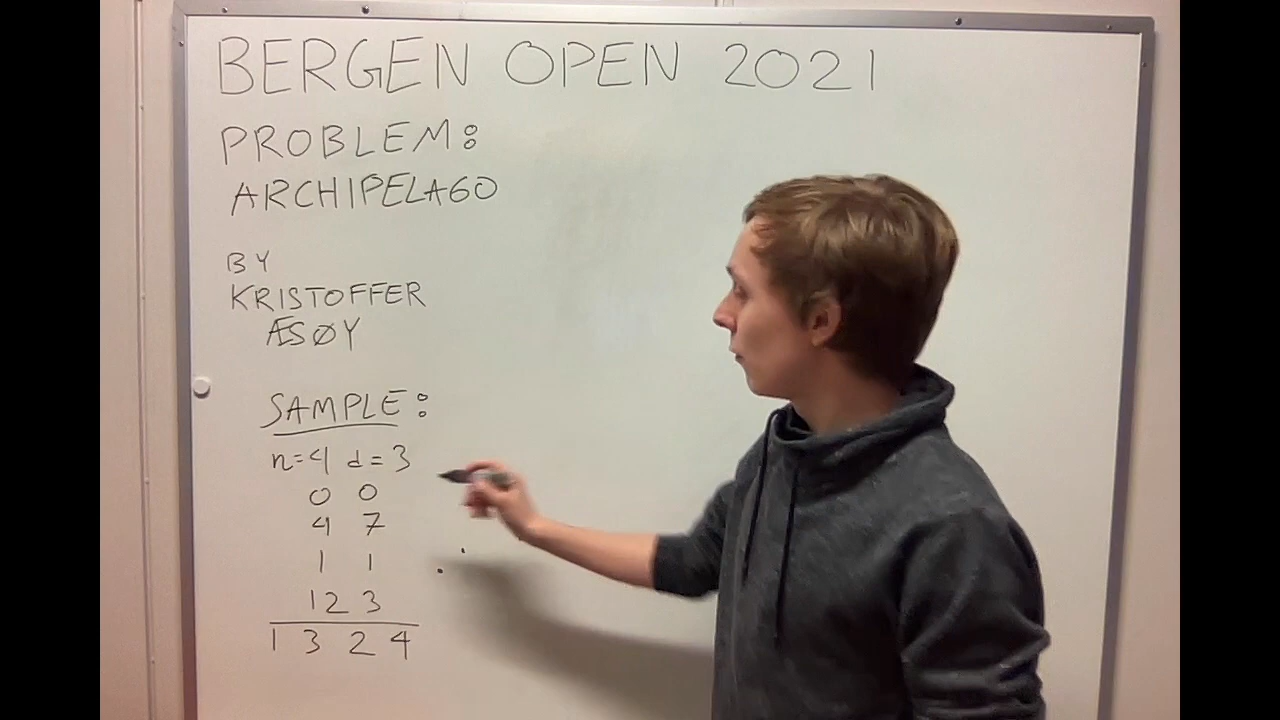 BERGEN OPEN 2021
PROBLEM:
ARCHIPELAGO
BY
KRISTOFFER
ÆSØY
SAMPLE:
n=4 d=3
0 0
4 7
1 1
12 3
1 3 2 4